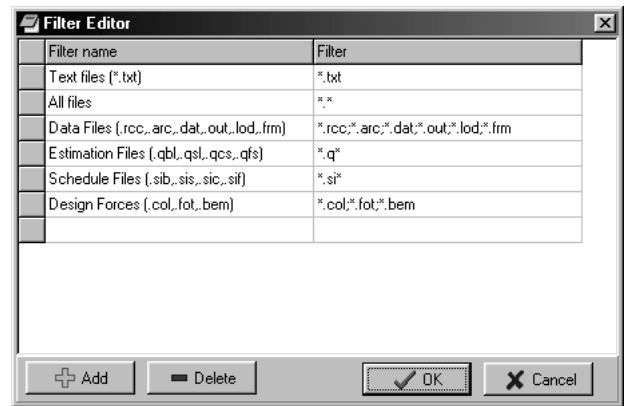 Filter Editor
Filter name Filter
Text files (*.txt) *.txt
All files *.*
Data Files (.rcc,.arc,.dat,.out,.lod,.frm) *.rcc;*.arc;*.dat;*.out;*.lod;*.frm
Estimation Files (.qbl,.qsl,.qcs,.qfs) *.q*
Schedule Files (.sib,.sis,.sic,.sif) *.si*
Design Forces (.col,.fot,.bem) *.col;*.fot;*.bem
Add Delete OK Cancel